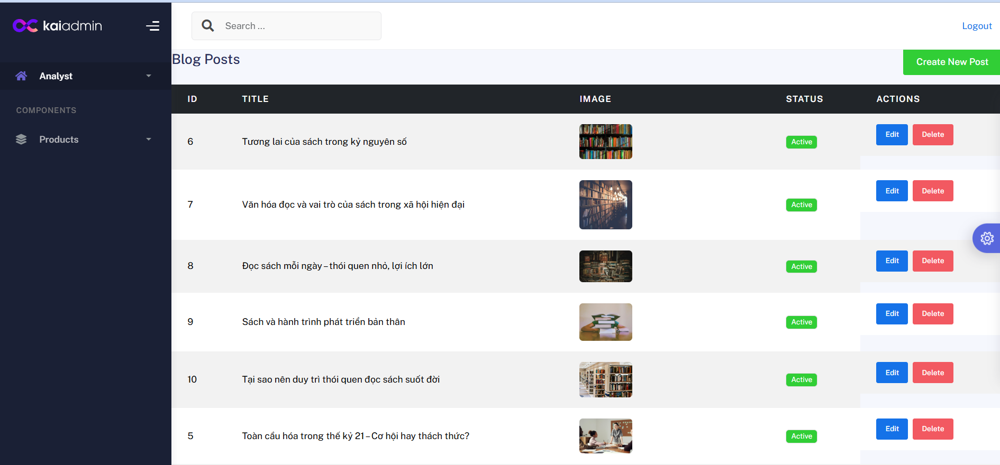 kaiadmin
Search ...
Logout
Analyst
COMPONENTS
Products
Blog Posts
Create New Post
ID TITLE IMAGE STATUS ACTIONS
6 Tương lai của sách trong kỷ nguyên số Active Edit Delete
7 Văn hóa đọc và vai trò của sách trong xã hội hiện đại Active Edit Delete
8 Đọc sách mỗi ngày – thói quen nhỏ, lợi ích lớn Active Edit Delete
9 Sách và hành trình phát triển bản thân Active Edit Delete
10 Tại sao nên duy trì thói quen đọc sách suốt đời Active Edit Delete
5 Toàn cầu hóa trong thế kỷ 21 – Cơ hội hay thách thức? Active Edit Delete